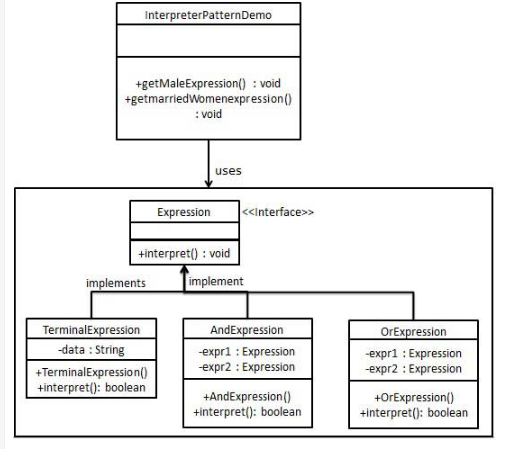 InterpreterPatternDemo
+getMaleExpression() : void
+getmarriedWomenexpression()
: void
uses
Expression
<<Interface>>
+interpret() : void
implements
implement
TerminalExpression
-data : String
+TerminalExpression()
+interpret(): boolean
AndExpression
-expr1 : Expression
-expr2 : Expression
+AndExpression()
+interpret(): boolean
OrExpression
-expr1 : Expression
-expr2 : Expression
+OrExpression()
+interpret(): boolean